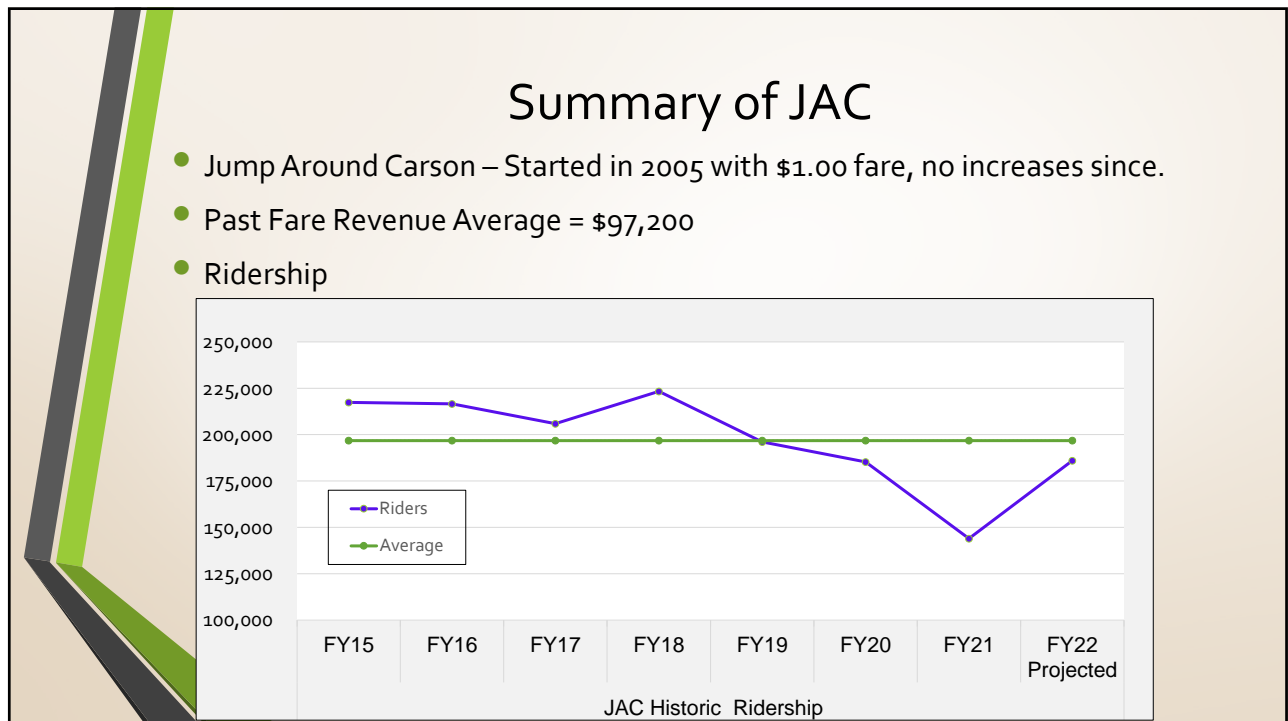 Summary of JAC
Jump Around Carson – Started in 2005 with $1.00 fare, no increases since.
Past Fare Revenue Average = $97,200
Ridership
250,000
225,000
200,000
175,000
150,000
125,000
100,000
Riders
Average
FY15 FY16 FY17 FY18 FY19 FY20 FY21 FY22
Projected
JAC Historic Ridership